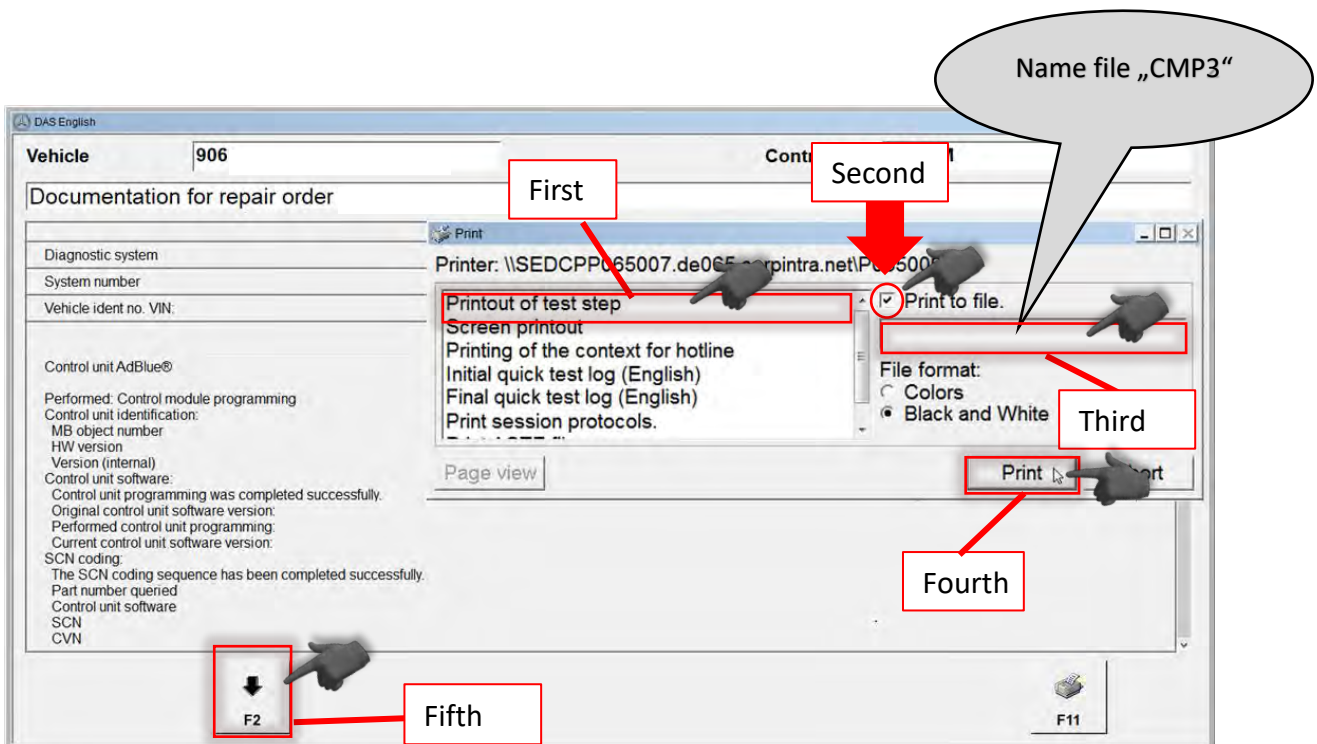 Name file „CMP3“
DAS English
Vehicle 906
Documentation for repair order
First
Second
Diagnostic system
System number
Vehicle ident no. VIN:
Control unit AdBlue®
Performed: Control module programming
Control unit identification:
MB object number
HW version
Version (internal)
Control unit software:
Control unit programming was completed successfully.
Original control unit software version:
Performed control unit programming:
Current control unit software version:
SCN coding:
The SCN coding sequence has been completed successfully.
Part number queried
Control unit software
SCN
CVN
Print
Printer: \\SEDCPP065007.
Printout of test step
Screen printout
Printing of the context for hotline
Initial quick test log (English)
Final quick test log (English)
Print session protocols.
Print to file.
File format:
Colors
Black and White
Third
Page view
Print
Fourth
F2
Fifth
F11